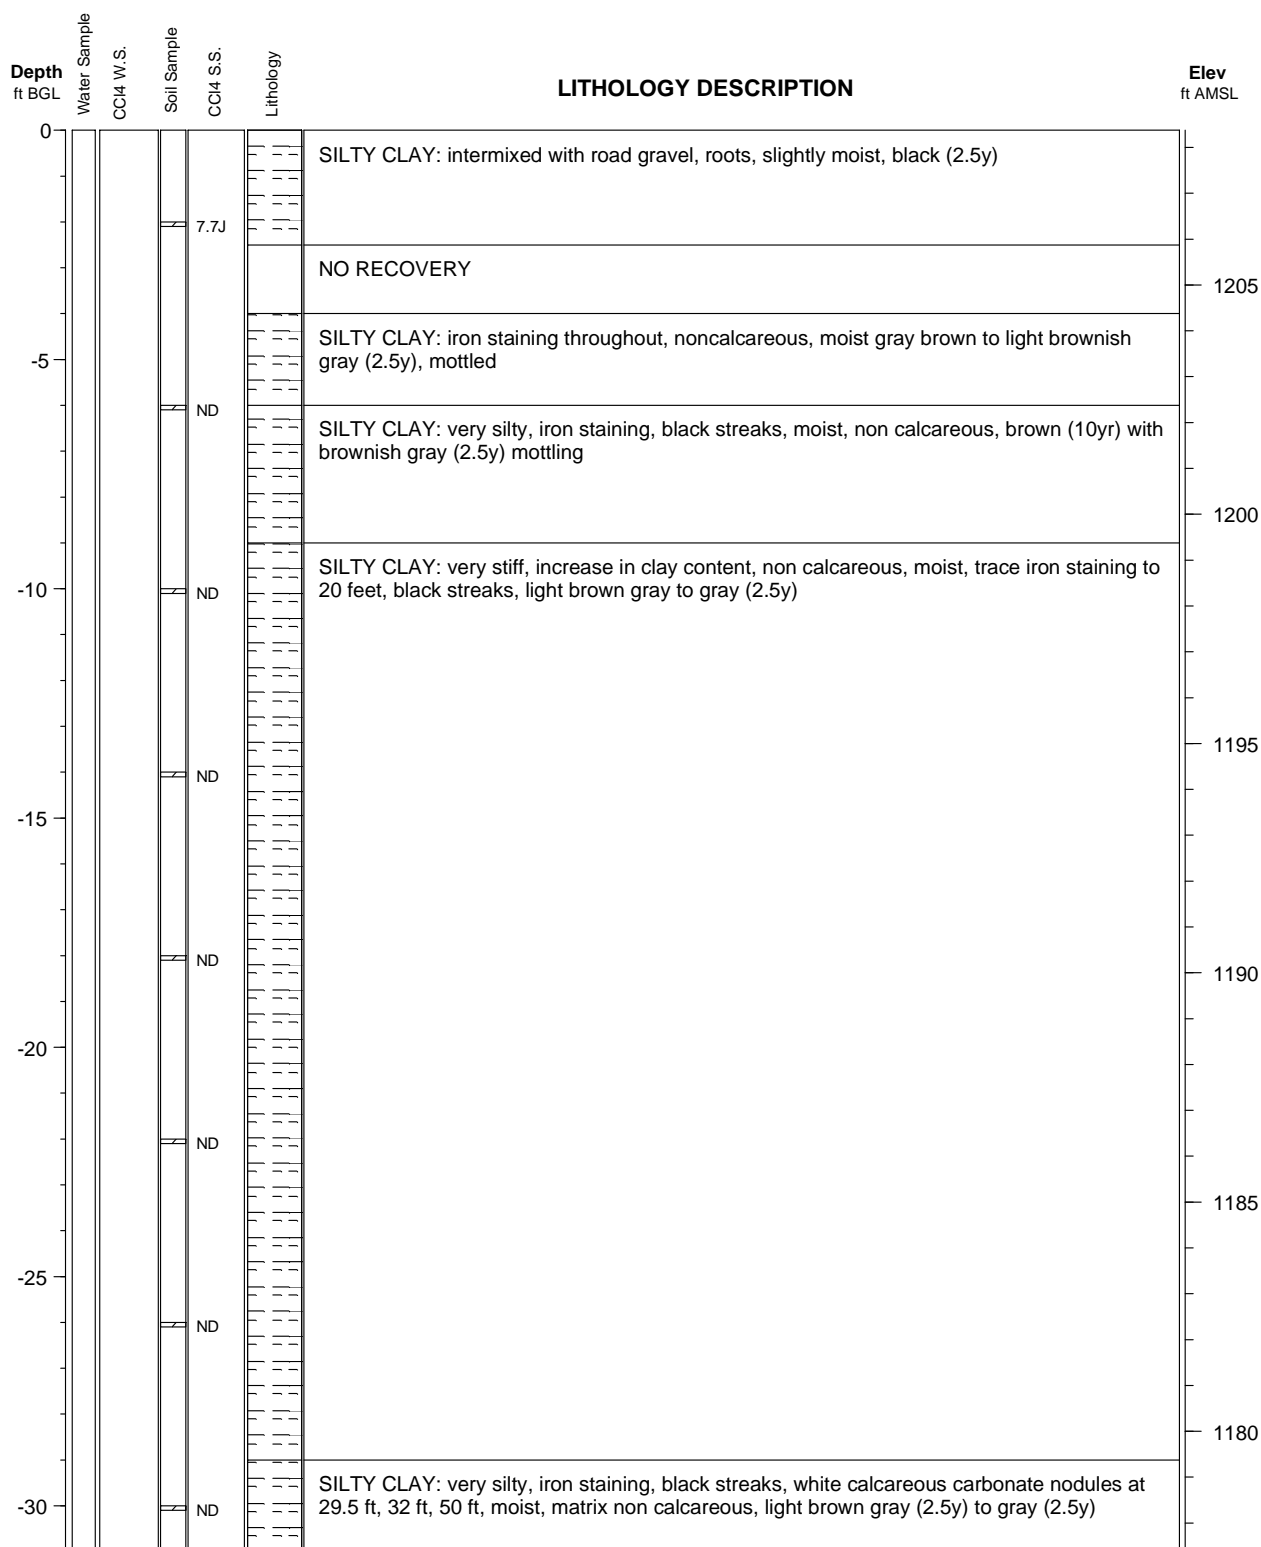 Depth
ft BGL
Water Sample
CCl4 W.S.
Soil Sample
CCl4 S.S.
Lithology
LITHOLOGY DESCRIPTION
Elev
ft AMSL
0
SILTY CLAY: intermixed with road gravel, roots, slightly moist, black (2.5y)
7.7J
NO RECOVERY
1205
SILTY CLAY: iron staining throughout, noncalcareous, moist gray brown to light brownish
gray (2.5y), mottled
-5
ND
SILTY CLAY: very silty, iron staining, black streaks, moist, non calcareous, brown (10yr) with
brownish gray (2.5y) mottling
1200
SILTY CLAY: very stiff, increase in clay content, non calcareous, moist, trace iron staining to
20 feet, black streaks, light brown gray to gray (2.5y)
-10
ND
1195
ND
-15
ND
1190
-20
ND
1185
-25
ND
1180
SILTY CLAY: very silty, iron staining, black streaks, white calcareous carbonate nodules at
29.5 ft, 32 ft, 50 ft, moist, matrix non calcareous, light brown gray (2.5y) to gray (2.5y)
-30
ND